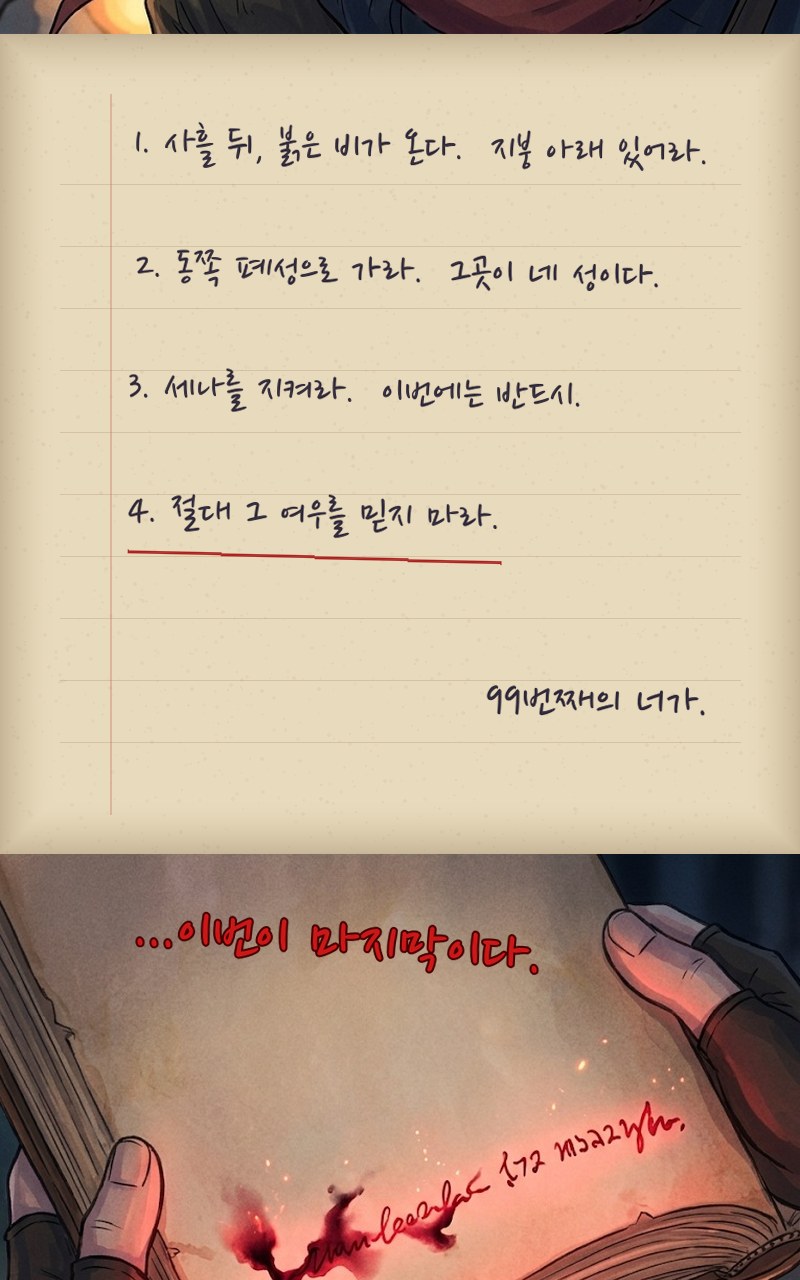 1. 사흘 뒤, 붉은 비가 온다. 지붕 아래 있어라.
2. 동쪽 폐성으로 가라. 그곳이 네 성이다.
3. 세나를 지켜라. 이번에는 반드시.
4. 절대 그 여우를 믿지 마라.
99번째의 너가.
...이번이 마지막이다.